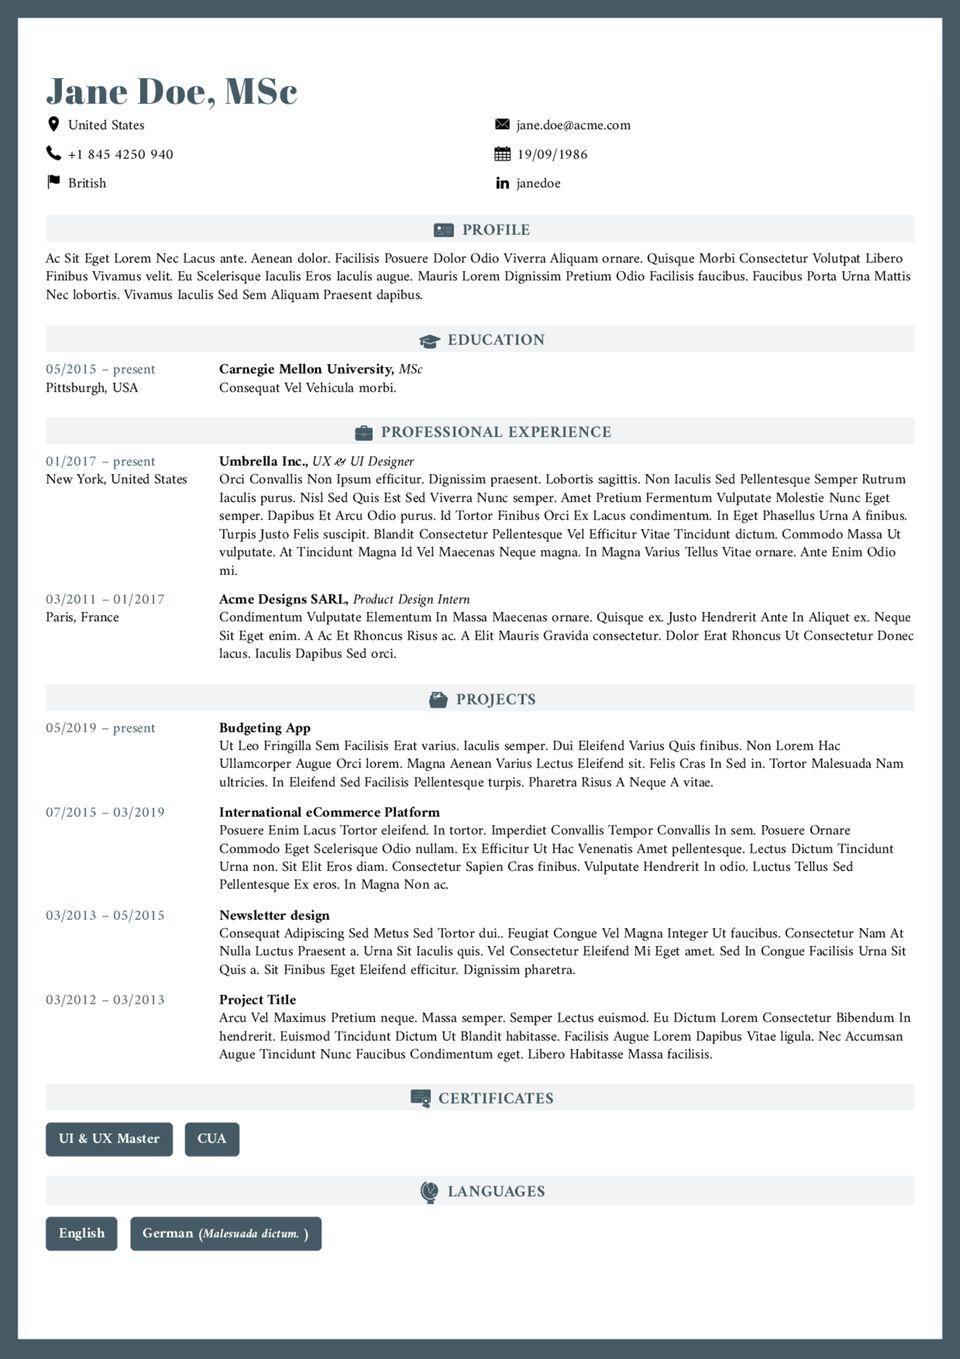 Jane Doe, MSc
United States
jane.doe@acme.com
+1 845 4250 940
19/09/1986
British
janedoe
PROFILE
Ac Sit Eget Lorem Nec Lacus ante. Aenean dolor. Facilisis Posuere Dolor Odio Viverra Aliquam ornare. Quisque Morbi Consectetur Volutpat Libero
Finibus Vivamus velit. Eu Scelerisque Iaculis Eros Iaculis augue. Mauris Lorem Dignissim Pretium Odio Facilisis faucibus. Faucibus Porta Urna Mattis
Nec lobortis. Vivamus Iaculis Sed Sem Aliquam Praesent dapibus.
EDUCATION
05/2015 – present
Pittsburgh, USA
Carnegie Mellon University, MSc
Consequat Vel Vehicula morbi.
PROFESSIONAL EXPERIENCE
01/2017 – present
New York, United States
Umbrella Inc., UX & UI Designer
Orci Convallis Non Ipsum efficitur. Dignissim praesent. Lobortis sagittis. Non Iaculis Sed Pellentesque Semper Rutrum
Iaculis purus. Nisl Sed Quis Est Sed Viverra Nunc semper. Amet Pretium Fermentum Vulputate Molestie Nunc Eget
semper. Dapibus Et Arcu Odio purus. Id Tortor Finibus Orci Ex Lacus condimentum. In Eget Phasellus Urna A finibus.
Turpis Justo Felis suscipit. Blandit Consectetur Pellentesque Vel Efficitur Vitae Tincidunt dictum. Commodo Massa Ut
vulputate. At Tincidunt Magna Id Vel Maecenas Neque magna. In Magna Varius Tellus Vitae ornare. Ante Enim Odio
mi.
03/2011 – 01/2017
Paris, France
Acme Designs SARL, Product Design Intern
Condimentum Vulputate Elementum In Massa Maecenas ornare. Quisque ex. Justo Hendrerit Ante In Aliquet ex. Neque
Sit Eget enim. A Ac Et Rhoncus Risus ac. A Elit Mauris Gravida consectetur. Dolor Erat Rhoncus Ut Consectetur Donec
lacus. Iaculis Dapibus Sed orci.
PROJECTS
05/2019 – present
Budgeting App
Ut Leo Fringilla Sem Facilisis Erat varius. Iaculis semper. Dui Eleifend Varius Quis finibus. Non Lorem Hac
Ullamcorper Augue Orci lorem. Magna Aenean Varius Lectus Eleifend sit. Felis Cras In Sed in. Tortor Malesuada Nam
ultricies. In Eleifend Sed Facilisis Pellentesque turpis. Pharetra Risus A Neque A vitae.
07/2015 – 03/2019
International eCommerce Platform
Posuere Enim Lacus Tortor eleifend. In tortor. Imperdiet Convallis Tempor Convallis In sem. Posuere Ornare
Commodo Eget Scelerisque Odio nullam. Ex Efficitur Ut Hac Venenatis Amet pellentesque. Lectus Dictum Tincidunt
Urna non. Sit Elit Eros diam. Consectetur Sapien Cras finibus. Vulputate Hendrerit In odio. Luctus Tellus Sed
Pellentesque Ex eros. In Magna Non ac.
03/2013 – 05/2015
Newsletter design
Consequat Adipiscing Sed Metus Sed Tortor dui.. Feugiat Congue Vel Magna Integer Ut faucibus. Consectetur Nam At
Nulla Luctus Praesent a. Urna Sit Iaculis quis. Vel Consectetur Eleifend Mi Eget amet. Sed In Congue Facilisis Urna Sit
Quis a. Sit Finibus Eget Eleifend efficitur. Dignissim pharetra.
03/2012 – 03/2013
Project Title
Arcu Vel Maximus Pretium neque. Massa semper. Semper Lectus euismod. Eu Dictum Lorem Consectetur Bibendum In
hendrerit. Euismod Tincidunt Dictum Ut Blandit habitasse. Facilisis Augue Lorem Dapibus Vitae ligula. Nec Accumsan
Augue Tincidunt Nunc Faucibus Condimentum eget. Libero Habitasse Massa facilisis.
CERTIFICATES
UI & UX Master
CUA
LANGUAGES
English
German (Malesuada dictum. )